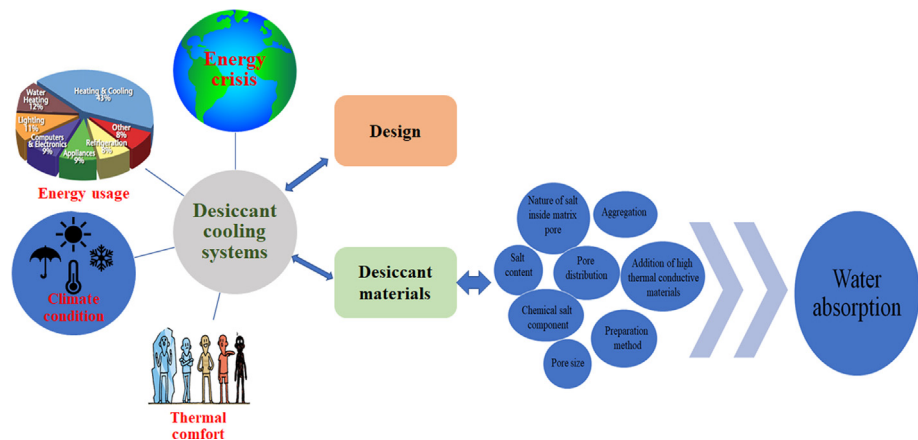 Energy
crisis
Heating & Cooling
43%
Water
Heating
12%
Lighting
11%
Computers
& Electronics
9%
Appliances
9%
Refrigeration
8%
Other
8%
Energy usage
Climate
condition
Thermal
comfort
Desiccant
cooling
systems
Design
Desiccant
materials
Nature of salt
inside matrix
pore
Aggregation
Salt
content
Pore
distribution
Addition of high
thermal conductive
materials
Chemical salt
component
Preparation
method
Pore size
Water
absorption